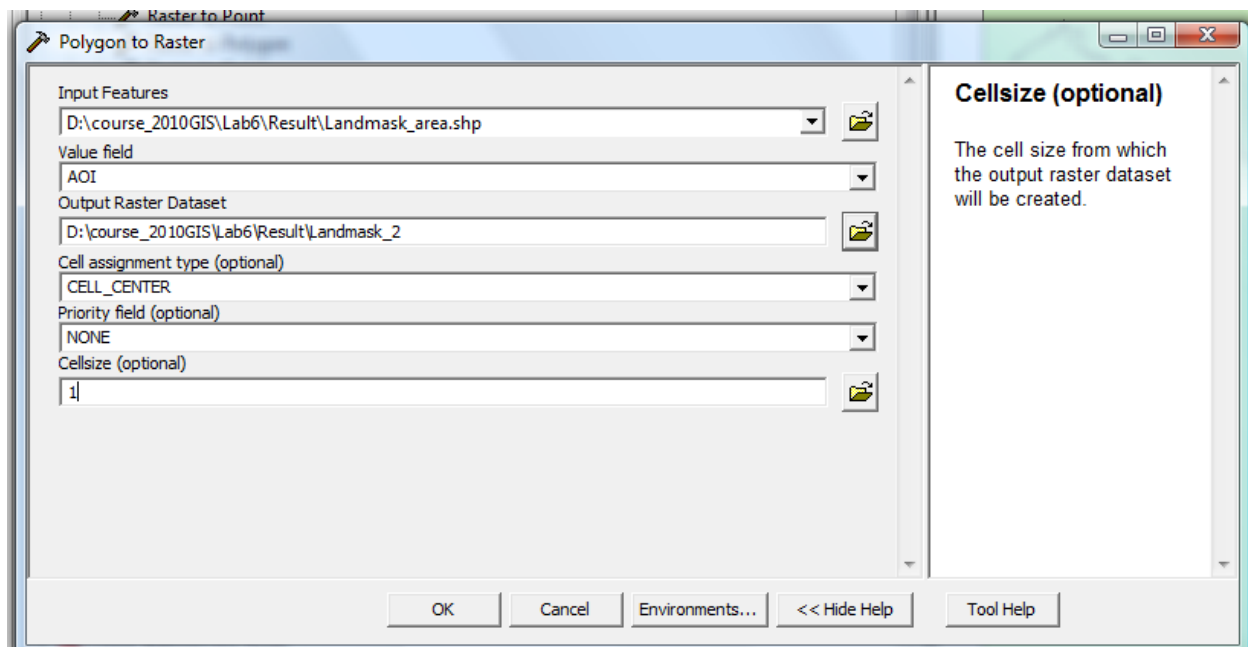 Raster to Point
Polygon to Raster
Input Features
D:\course_2010GIS\Lab6\Result\Landmask_area.shp
Value field
AOI
Output Raster Dataset
D:\course_2010GIS\Lab6\Result\Landmask_2
Cell assignment type (optional)
CELL_CENTER
Priority field (optional)
NONE
Cellsize (optional)
1
OK
Cancel
Environments...
<< Hide Help
Cellsize (optional)
The cell size from which
the output raster dataset
will be created.
Tool Help